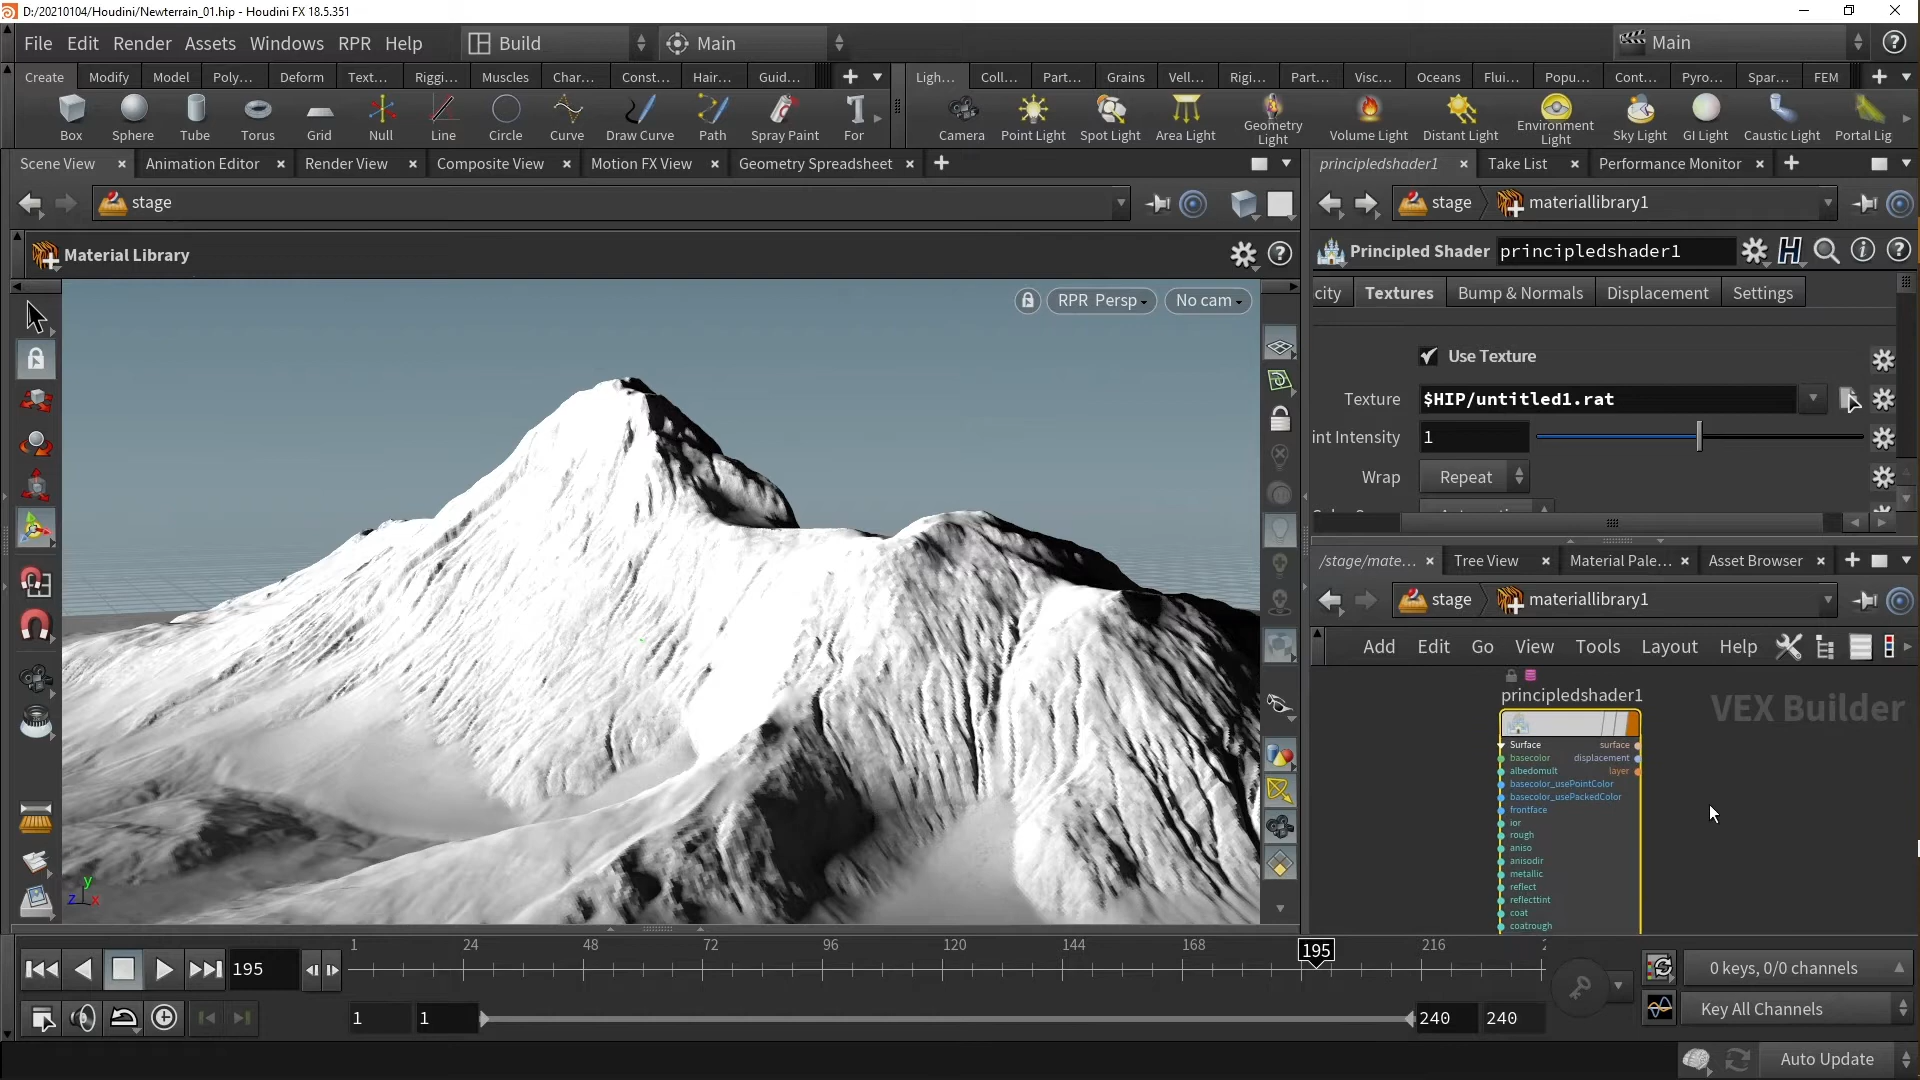 D:/20210104/Houdini/Newterrain_01.hip - Houdini FX 18.5.351
File Edit Render Assets Windows RPR Help Build Main Main
Create Modify Model Poly... Deform Text... Riggi... Muscles Char... Const... Hair... Guid... Ligh... Coll... Part... Grains Vell... Rigi... Part... Visc... Oceans Flui... Popu... Cont... Pyro... Spar... FEM
Box Sphere Tube Torus Grid Null Line Circle Curve Draw Curve Path Spray Paint For Camera Point Light Spot Light Area Light Geometry Light Volume Light Distant Light Environment Light Sky Light GI Light Caustic Light Portal Lig
Scene View Animation Editor Render View Composite View Motion FX View Geometry Spreadsheet principledshader1 Take List Performance Monitor
stage stage materiallibrary1
Material Library Principled Shader principledshader1
RPR Persp No cam city Textures Bump & Normals Displacement Settings
Use Texture
Texture $HIP/untitled1.rat
int Intensity 1
Wrap Repeat
/stage/mate... Tree View Material Pale... Asset Browser
stage materiallibrary1
Add Edit Go View Tools Layout Help
principledshader1
VEX Builder
Surface surface
basecolor displacement
albedomult layer
basecolor_usePointColor
basecolor_usePackedColor
frontface
ior
rough
aniso
anisodir
metallic
reflect
reflecttint
coat
coatrough
y
z x
1 24 48 72 96 120 144 168 195 216 2
195 0 keys, 0/0 channels
1 1 240 240 Key All Channels
Auto Update